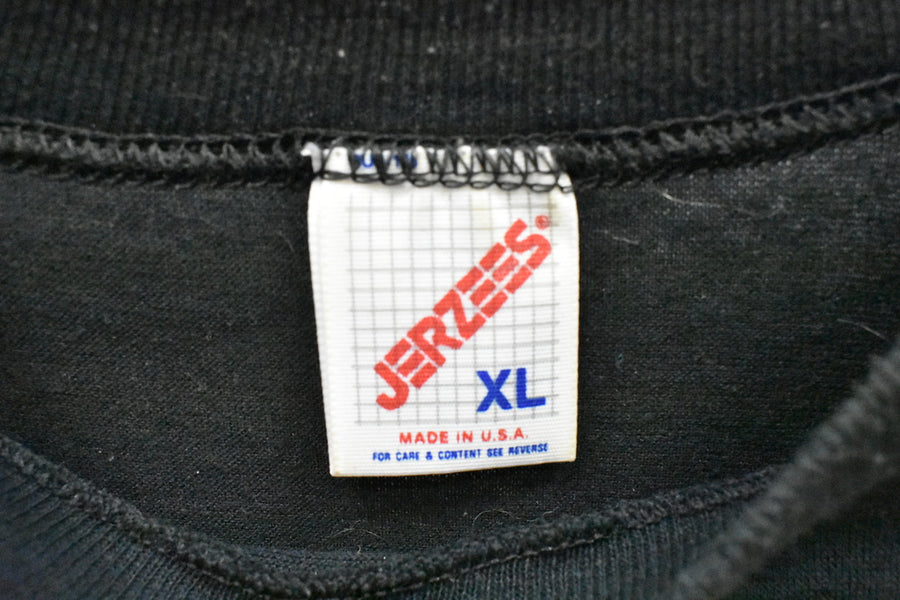 JERZEES®
XL
MADE IN U.S.A.
FOR CARE & CONTENT SEE REVERSE